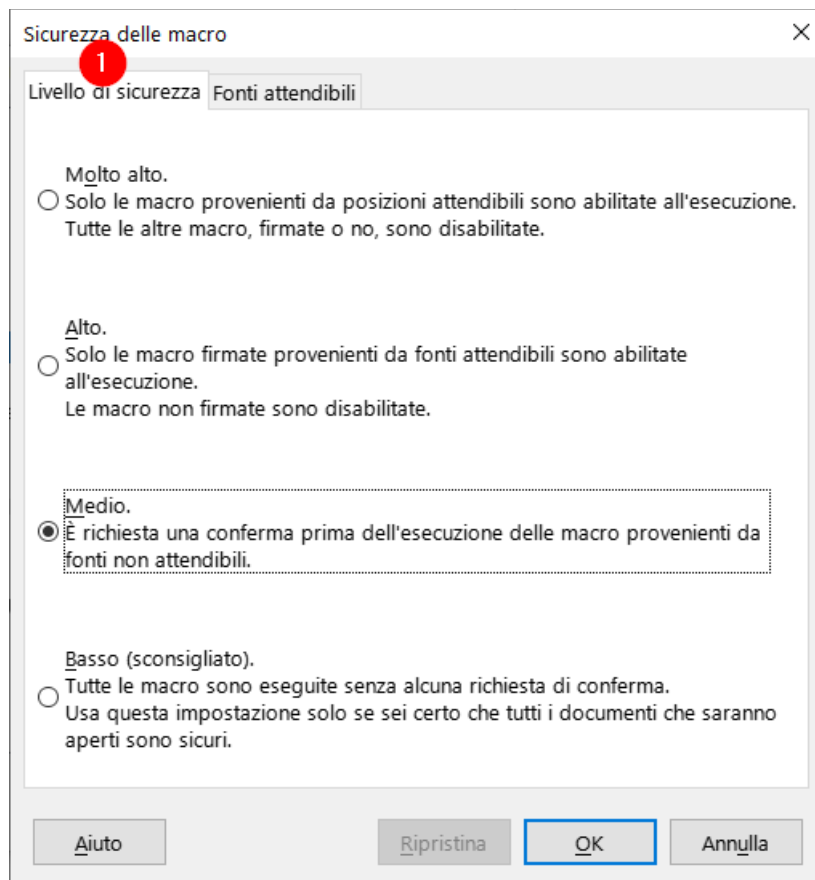 Sicurezza delle macro
1
Livello di sicurezza Fonti attendibili
Molto alto.
Solo le macro provenienti da posizioni attendibili sono abilitate all'esecuzione.
Tutte le altre macro, firmate o no, sono disabilitate.
Alto.
Solo le macro firmate provenienti da fonti attendibili sono abilitate
all'esecuzione.
Le macro non firmate sono disabilitate.
Medio.
È richiesta una conferma prima dell'esecuzione delle macro provenienti da
fonti non attendibili.
Basso (sconsigliato).
Tutte le macro sono eseguite senza alcuna richiesta di conferma.
Usa questa impostazione solo se sei certo che tutti i documenti che saranno
aperti sono sicuri.
Aiuto Ripristina OK Annulla